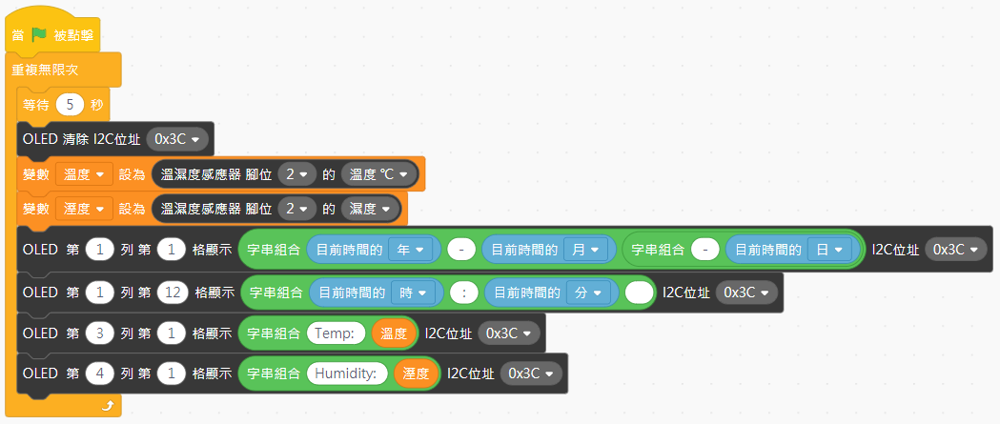 當 被點擊
重複無限次
等待 5 秒
OLED 清除 I2C位址 0x3C
變數 溫度 設為 溫濕度感應器 腳位 2 的 溫度 ℃
變數 溼度 設為 溫濕度感應器 腳位 2 的 濕度
OLED 第 1 列 第 1 格顯示 字串組合 目前時間的 年 - 目前時間的 月 字串組合 - 目前時間的 日 I2C位址 0x3C
OLED 第 1 列 第 12 格顯示 字串組合 目前時間的 時 : 目前時間的 分 I2C位址 0x3C
OLED 第 3 列 第 1 格顯示 字串組合 Temp: 溫度 I2C位址 0x3C
OLED 第 4 列 第 1 格顯示 字串組合 Humidity: 溼度 I2C位址 0x3C